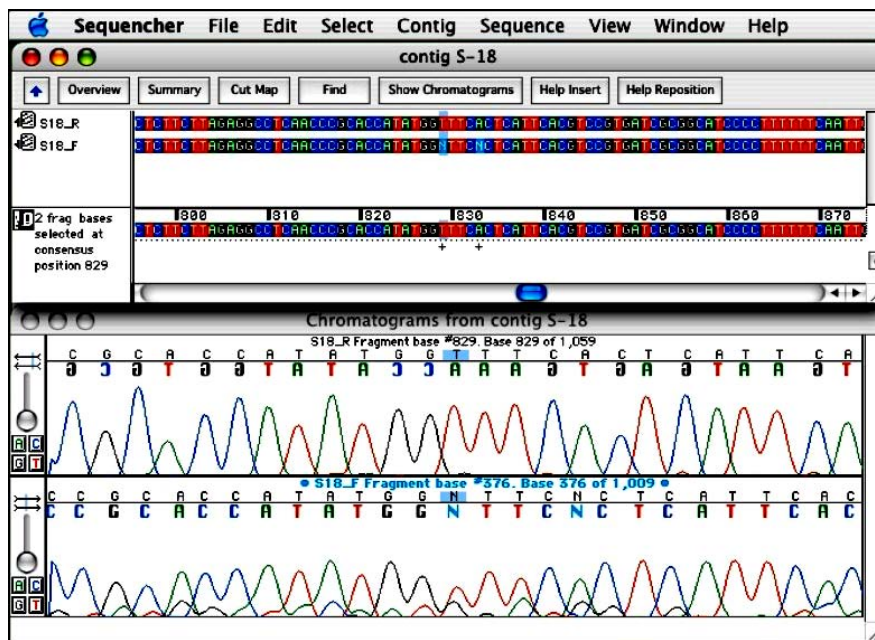 Sequencher File Edit Select Contig Sequence View Window Help
contig S-18
Overview Summary Cut Map Find Show Chromatograms Help Insert Help Reposition
S18_R CTCTTCTTAGAGGCCTCAACCCGCACCATATGGTTTCACTCATTCACGTCCGTGATCGCGGCATCCCCTTTTTTCAATT
S18_F CTCTTCTTAGAGGCCTCAACCCGCACCATATGGNTTCNCTCATTCACGTCCGTGATCGCGGCATCCCCTTTTTTCAATT
2 frag bases selected at consensus position 829
800 810 820 830 840 850 860 870
CTCTTCTTAGAGGCCTCAACCCGCACCATATGGTTTCACTCATTCACGTCCGTGATCGCGGCATCCCCTTTTTTCAATT
+ +
Chromatograms from contig S-18
S18_R Fragment base #829. Base 829 of 1,059
C G C A C C A T A T G G T T T C A C T C A T T C A
G C G T G G T A T A C C A A A G T G A G T A A G T
A C
G T
S18_F Fragment base #376. Base 376 of 1,009
C C G C A C C A T A T G G N T T C N C T C A T T C A C
C C G C A C C A T A T G G N T T C N C T C A T T C A C
A C
G T